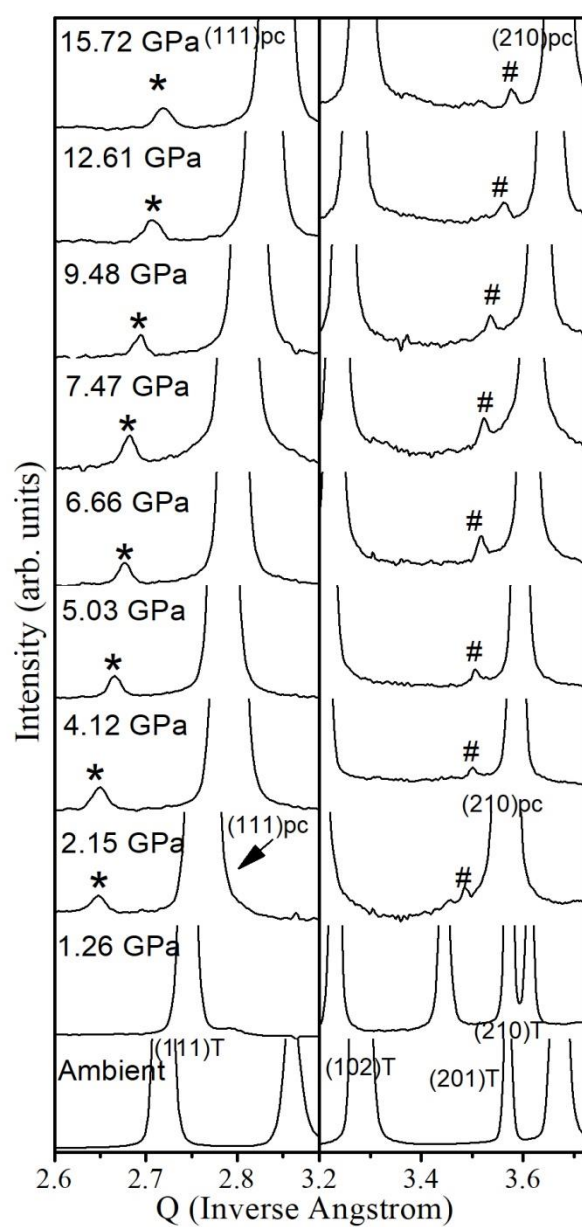 15.72 GPa (111)pc (210)pc
* #
12.61 GPa
* #
9.48 GPa
* #
7.47 GPa
* #
6.66 GPa
* #
5.03 GPa
* #
4.12 GPa
* #
(210)pc
2.15 GPa (111)pc
* #
1.26 GPa
(210)T
(111)T (102)T (201)T
Ambient
2.6 2.7 2.8 3.2 3.4 3.6
Q (Inverse Angstrom)
Intensity (arb. units)